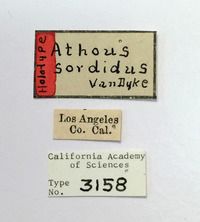 Holotype
Athous
sordidus
VanDyke
Los Angeles
Co. Cal.
California Academy
of Sciences
Type
No. 3158